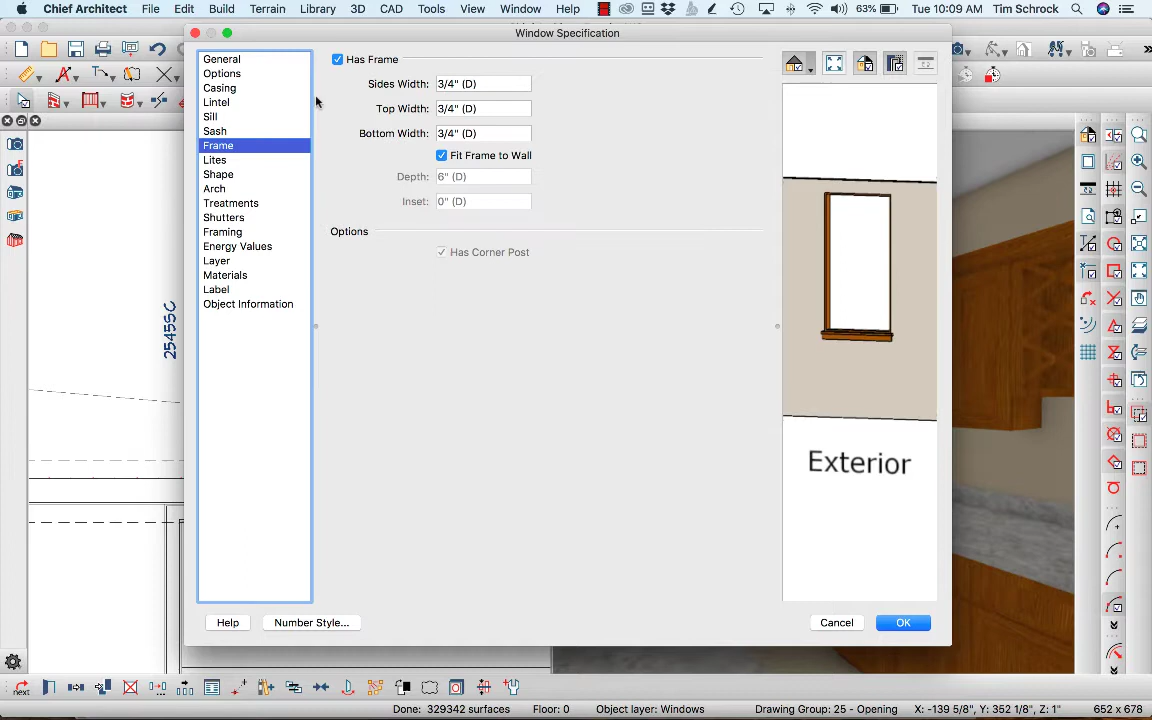 Chief Architect File Edit Build Terrain Library 3D CAD Tools View Window Help 63% Tue 10:09 AM Tim Schrock
Window Specification
General
Options
Casing
Lintel
Sill
Sash
Frame
Lites
Shape
Arch
Treatments
Shutters
Framing
Energy Values
Layer
Materials
Label
Object Information
Has Frame
Sides Width: 3/4" (D)
Top Width: 3/4" (D)
Bottom Width: 3/4" (D)
Fit Frame to Wall
Depth: 6" (D)
Inset: 0" (D)
Options
Has Corner Post
Exterior
2545SC
Help Number Style... Cancel OK
next
Done: 329342 surfaces Floor: 0 Object layer: Windows Drawing Group: 25 - Opening X: -139 5/8", Y: 352 1/8", Z: 1" 652 x 678